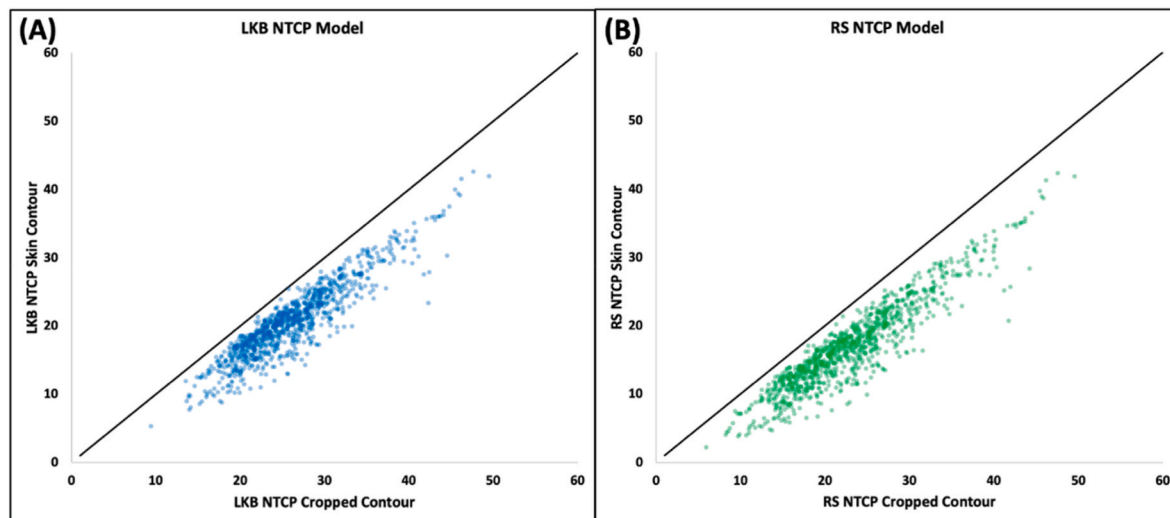 (A)
LKB NTCP Model
LKB NTCP Skin Contour
60
50
40
30
20
10
0
0 10 20 30 40 50 60
LKB NTCP Cropped Contour
(B)
RS NTCP Model
RS NTCP Skin Contour
60
50
40
30
20
10
0
0 10 20 30 40 50 60
RS NTCP Cropped Contour